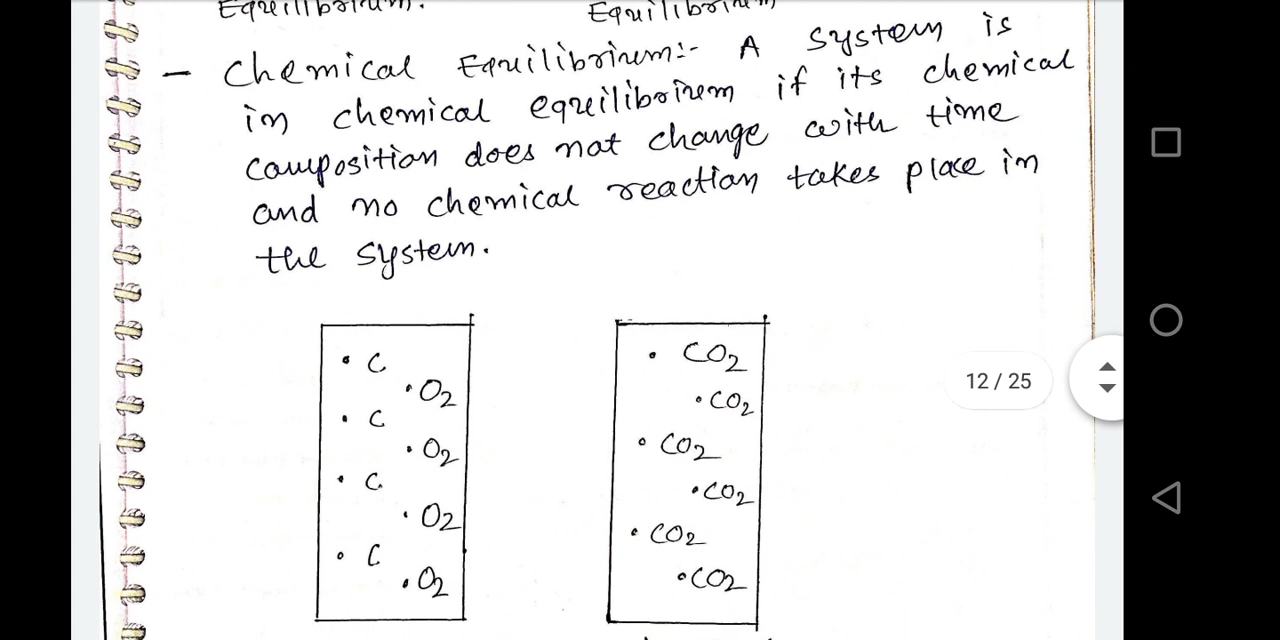 Equilibrium. Equilibrium
- Chemical Equilibrium:- A system is
in chemical equilibrium if its chemical
composition does not change with time
and no chemical reaction takes place in
the system.
C CO2
O2 CO2
C CO2
O2 CO2
C CO2
O2 CO2
C
O2
12 / 25